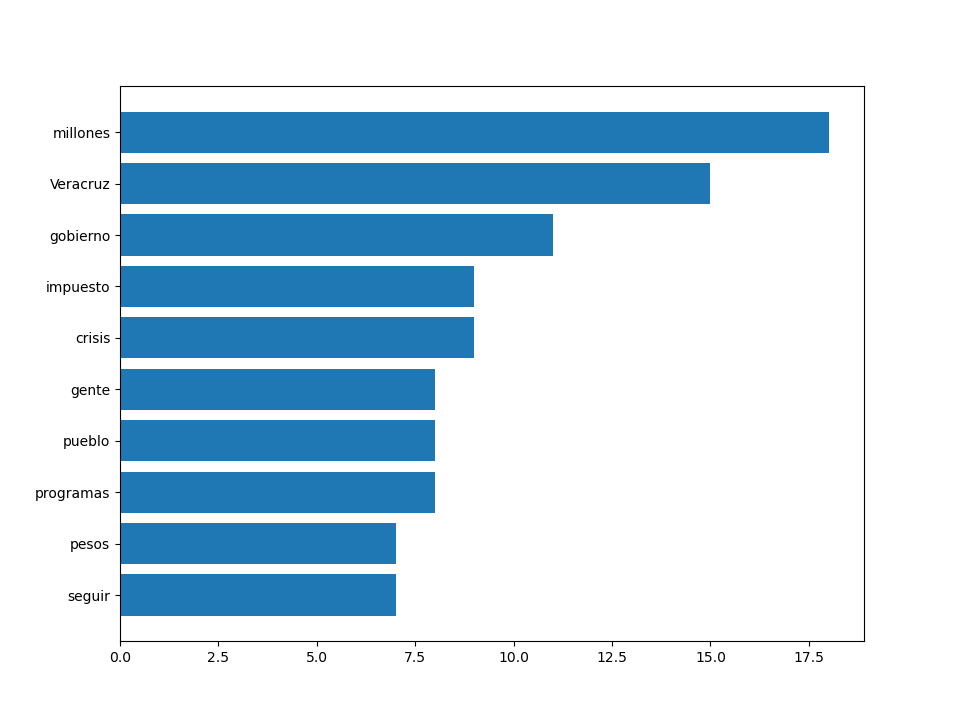 millones
Veracruz
gobierno
impuesto
crisis
gente
pueblo
programas
pesos
seguir
0.0 2.5 5.0 7.5 10.0 12.5 15.0 17.5